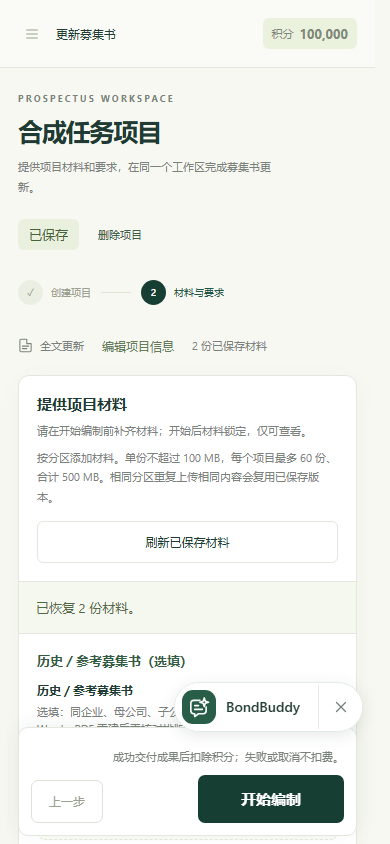 更新募集书
积分 100,000
PROSPECTUS WORKSPACE
合成任务项目
提供项目材料和要求，在同一个工作区完成募集书更
新。
已保存 删除项目
创建项目 2 材料与要求
全文更新 编辑项目信息 2 份已保存材料
提供项目材料
请在开始编制前补齐材料；开始后材料锁定，仅可查看。
按分区添加材料。单份不超过 100 MB，每个项目最多 60 份、
合计 500 MB。相同分区重复上传相同内容会复用已保存版
本。
刷新已保存材料
已恢复 2 份材料。
历史 / 参考募集书（选填）
历史 / 参考募集书
BondBuddy
选填：同企业、母公司、子公
成功交付成果后扣除积分；失败或取消不扣费。
上一步 开始编制